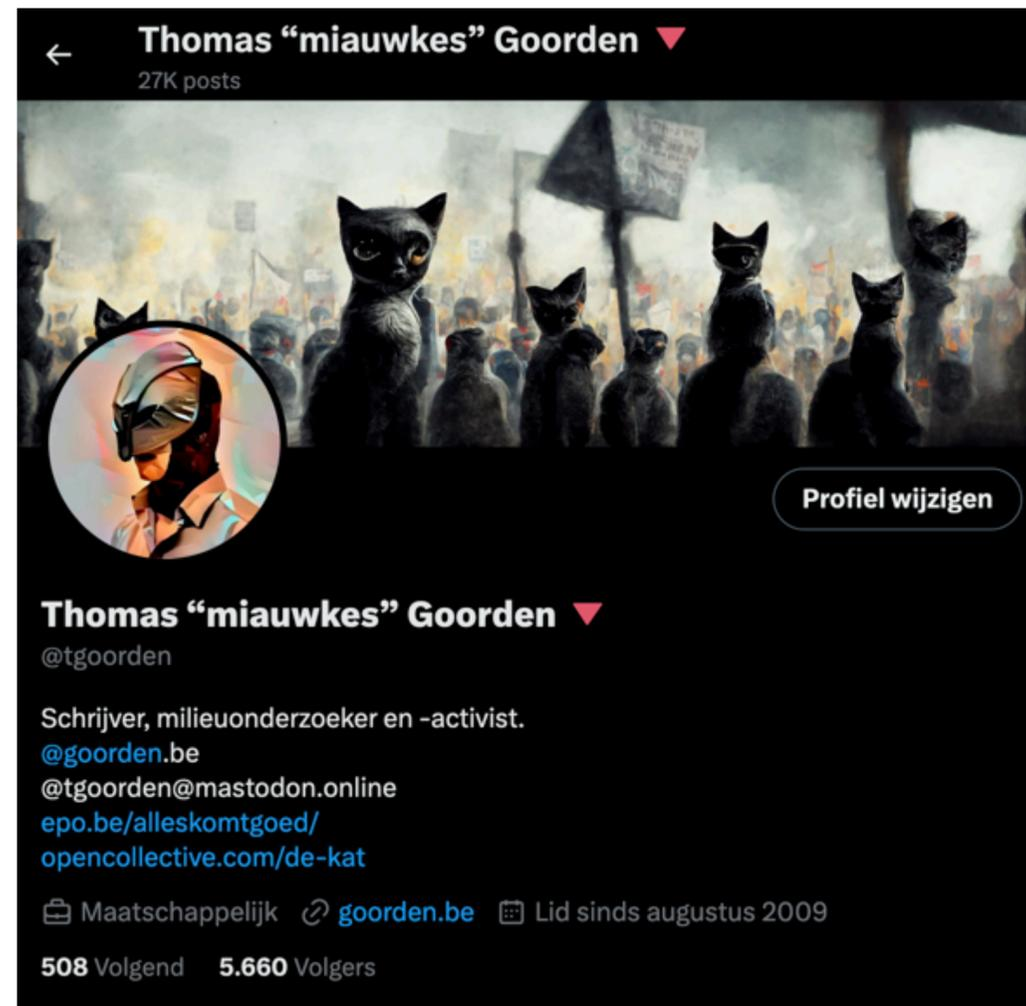 Thomas “miauwkes” Goorden 🔻
27K posts
Profiel wijzigen
Thomas “miauwkes” Goorden 🔻
@tgoorden
Schrijver, milieuonderzoeker en -activist.
@goorden.be
@tgoorden@mastodon.online
epo.be/alleskomtgoed/
opencollective.com/de-kat
Maatschappelijk goorden.be Lid sinds augustus 2009
508 Volgend 5.660 Volgers